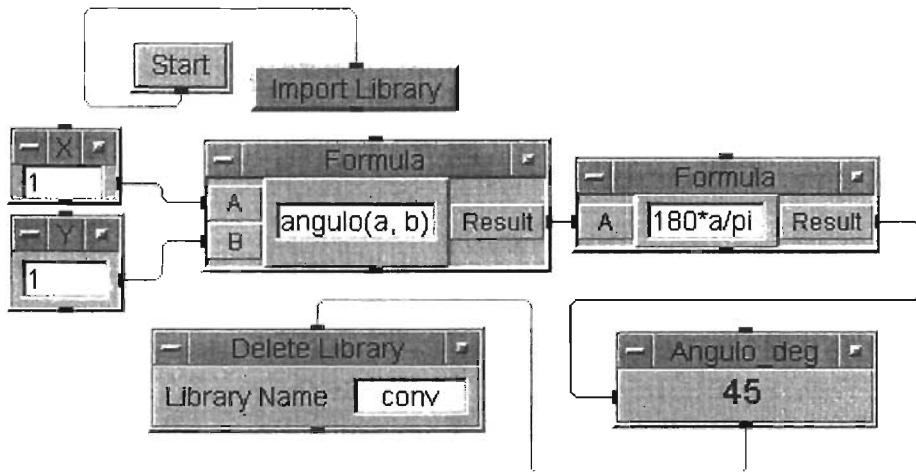 Start
Import Library
X
1
Y
1
Formula
A
B
angulo(a, b)
Result
Formula
A
180*a/pi
Result
Delete Library
Library Name
conv
Angulo_deg
45